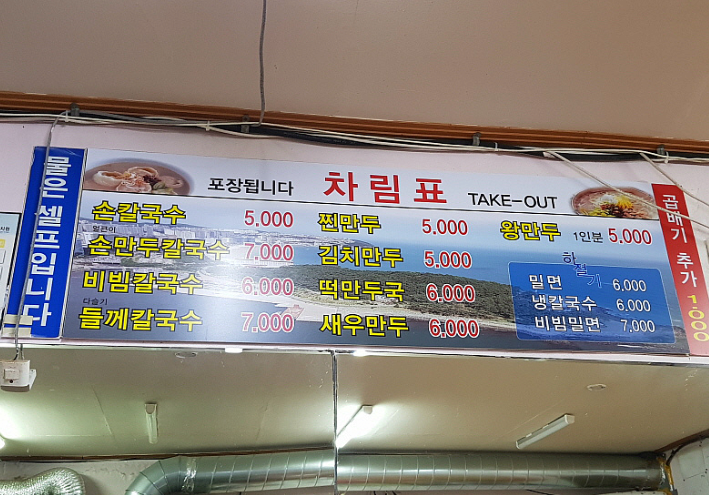 물은 셀프입니다
포장됩니다 차림표 TAKE-OUT
손칼국수 5,000
얼큰이
손만두칼국수 7,000
비빔칼국수 6,000
다슬기
들깨칼국수 7,000
찐만두 5,000
김치만두 5,000
떡만두국 6,000
새우만두 6,000
왕만두 1인분 5,000
하절기
밀면 6,000
냉칼국수 6,000
비빔밀면 7,000
곱배기 추가 1,000